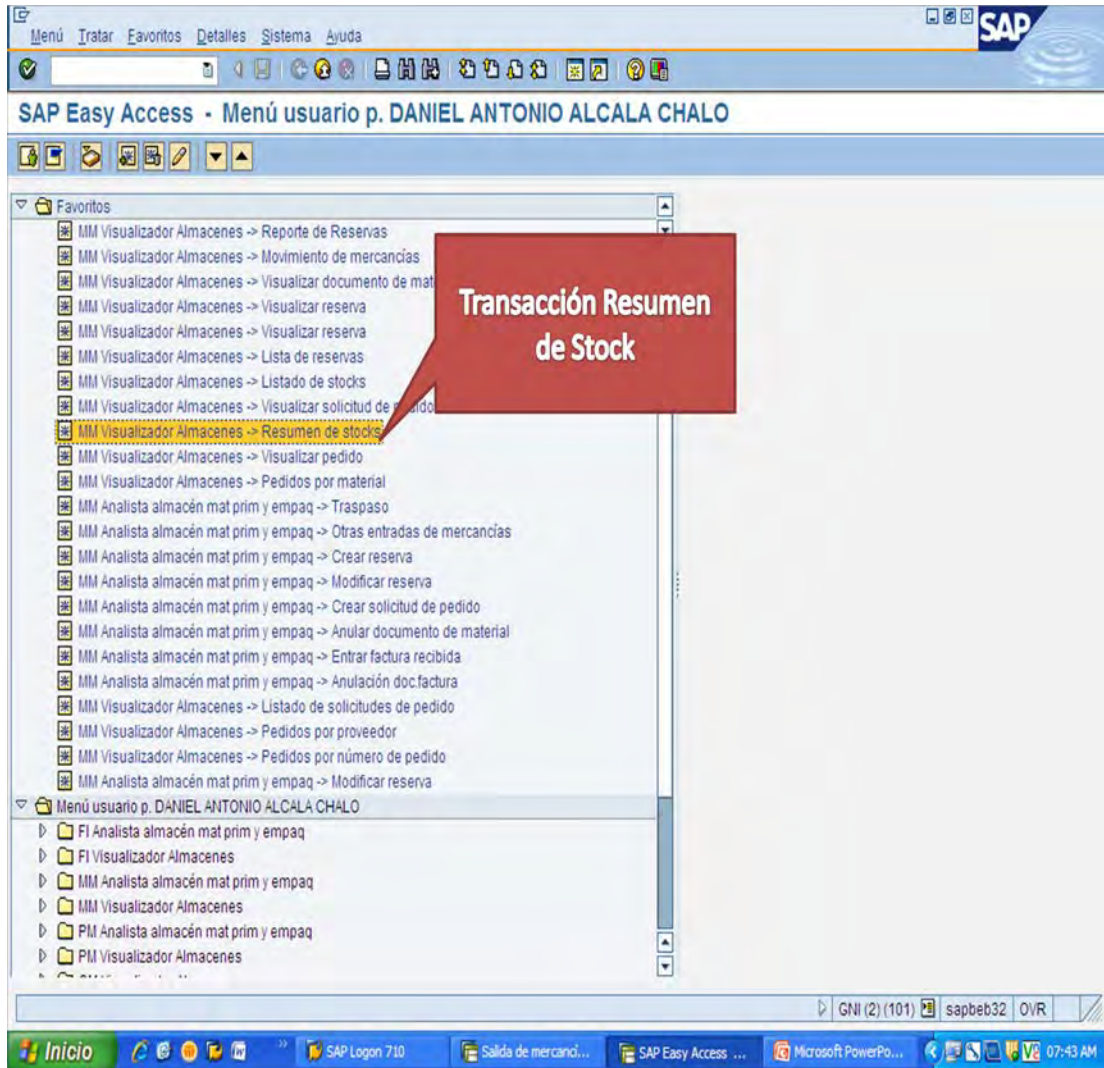 Menú Tratar Favoritos Detalles Sistema Ayuda
SAP
SAP Easy Access - Menú usuario p. DANIEL ANTONIO ALCALA CHALO
Favoritos
MM Visualizador Almacenes -> Reporte de Reservas
MM Visualizador Almacenes -> Movimiento de mercancías
MM Visualizador Almacenes -> Visualizar documento de mat
MM Visualizador Almacenes -> Visualizar reserva
MM Visualizador Almacenes -> Visualizar reserva
MM Visualizador Almacenes -> Lista de reservas
MM Visualizador Almacenes -> Listado de stocks
MM Visualizador Almacenes -> Visualizar solicitud de
MM Visualizador Almacenes -> Resumen de stocks
MM Visualizador Almacenes -> Visualizar pedido
MM Visualizador Almacenes -> Pedidos por material
MM Analista almacén mat prim y empaq -> Traspaso
MM Analista almacén mat prim y empaq -> Otras entradas de mercancías
MM Analista almacén mat prim y empaq -> Crear reserva
MM Analista almacén mat prim y empaq -> Modificar reserva
MM Analista almacén mat prim y empaq -> Crear solicitud de pedido
MM Analista almacén mat prim y empaq -> Anular documento de material
MM Analista almacén mat prim y empaq -> Entrar factura recibida
MM Analista almacén mat prim y empaq -> Anulación doc.factura
MM Visualizador Almacenes -> Listado de solicitudes de pedido
MM Visualizador Almacenes -> Pedidos por proveedor
MM Visualizador Almacenes -> Pedidos por número de pedido
MM Analista almacén mat prim y empaq -> Modificar reserva
Menú usuario p. DANIEL ANTONIO ALCALA CHALO
FI Analista almacén mat prim y empaq
FI Visualizador Almacenes
MM Analista almacén mat prim y empaq
MM Visualizador Almacenes
PM Analista almacén mat prim y empaq
PM Visualizador Almacenes
Transacción Resumen
de Stock
GNI (2) (101) sapbeb32 OVR
Inicio SAP Logon 710 Salida de mercancí... SAP Easy Access ... Microsoft PowerPo... 07:43 AM